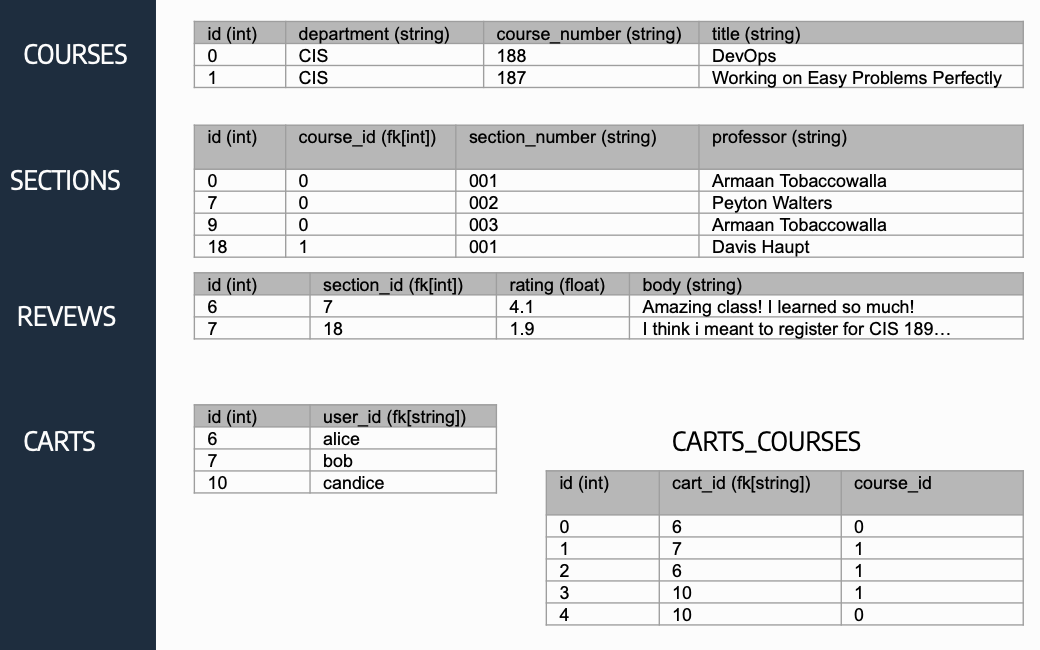 COURSES
id (int) department (string) course_number (string) title (string)
0 CIS 188 DevOps
1 CIS 187 Working on Easy Problems Perfectly
SECTIONS
id (int) course_id (fk[int]) section_number (string) professor (string)
0 0 001 Armaan Tobaccowalla
7 0 002 Peyton Walters
9 0 003 Armaan Tobaccowalla
18 1 001 Davis Haupt
REVEWS
id (int) section_id (fk[int]) rating (float) body (string)
6 7 4.1 Amazing class! I learned so much!
7 18 1.9 I think i meant to register for CIS 189…
CARTS
id (int) user_id (fk[string])
6 alice
7 bob
10 candice
CARTS_COURSES
id (int) cart_id (fk[string]) course_id
0 6 0
1 7 1
2 6 1
3 10 1
4 10 0